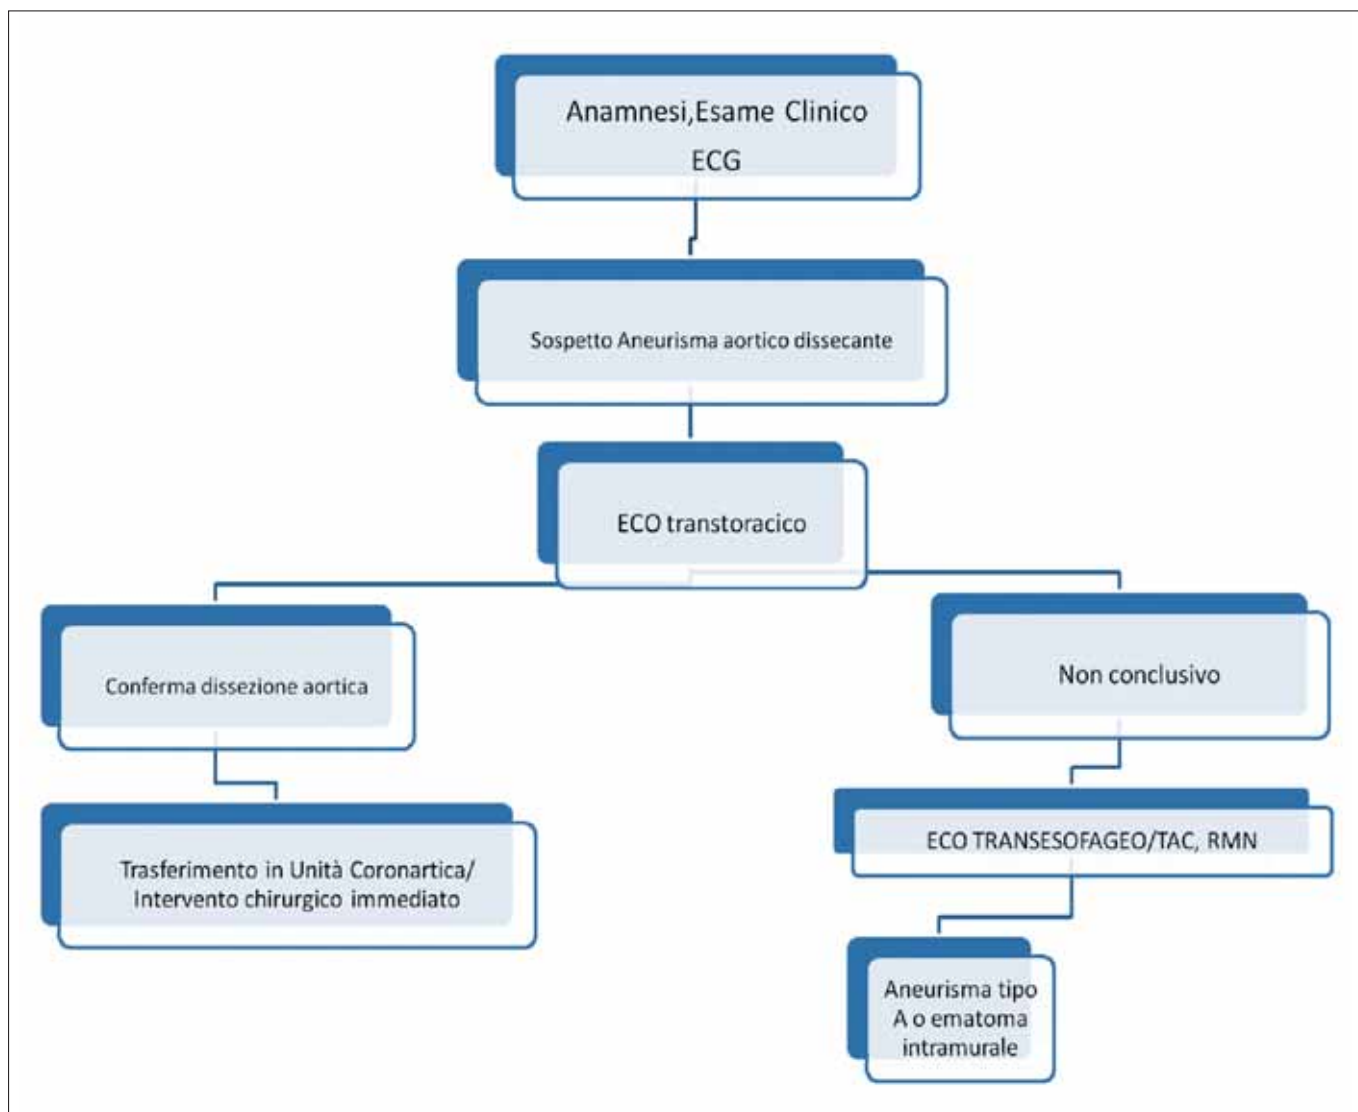 Anamnesi,Esame Clinico
ECG
Sospetto Aneurisma aortico dissecante
ECO transtoracico
Conferma dissezione aortica
Non conclusivo
Trasferimento in Unità Coronartica/
Intervento chirurgico immediato
ECO TRANSESOFAGEO/TAC, RMN
Aneurisma tipo
A o ematoma
intramurale